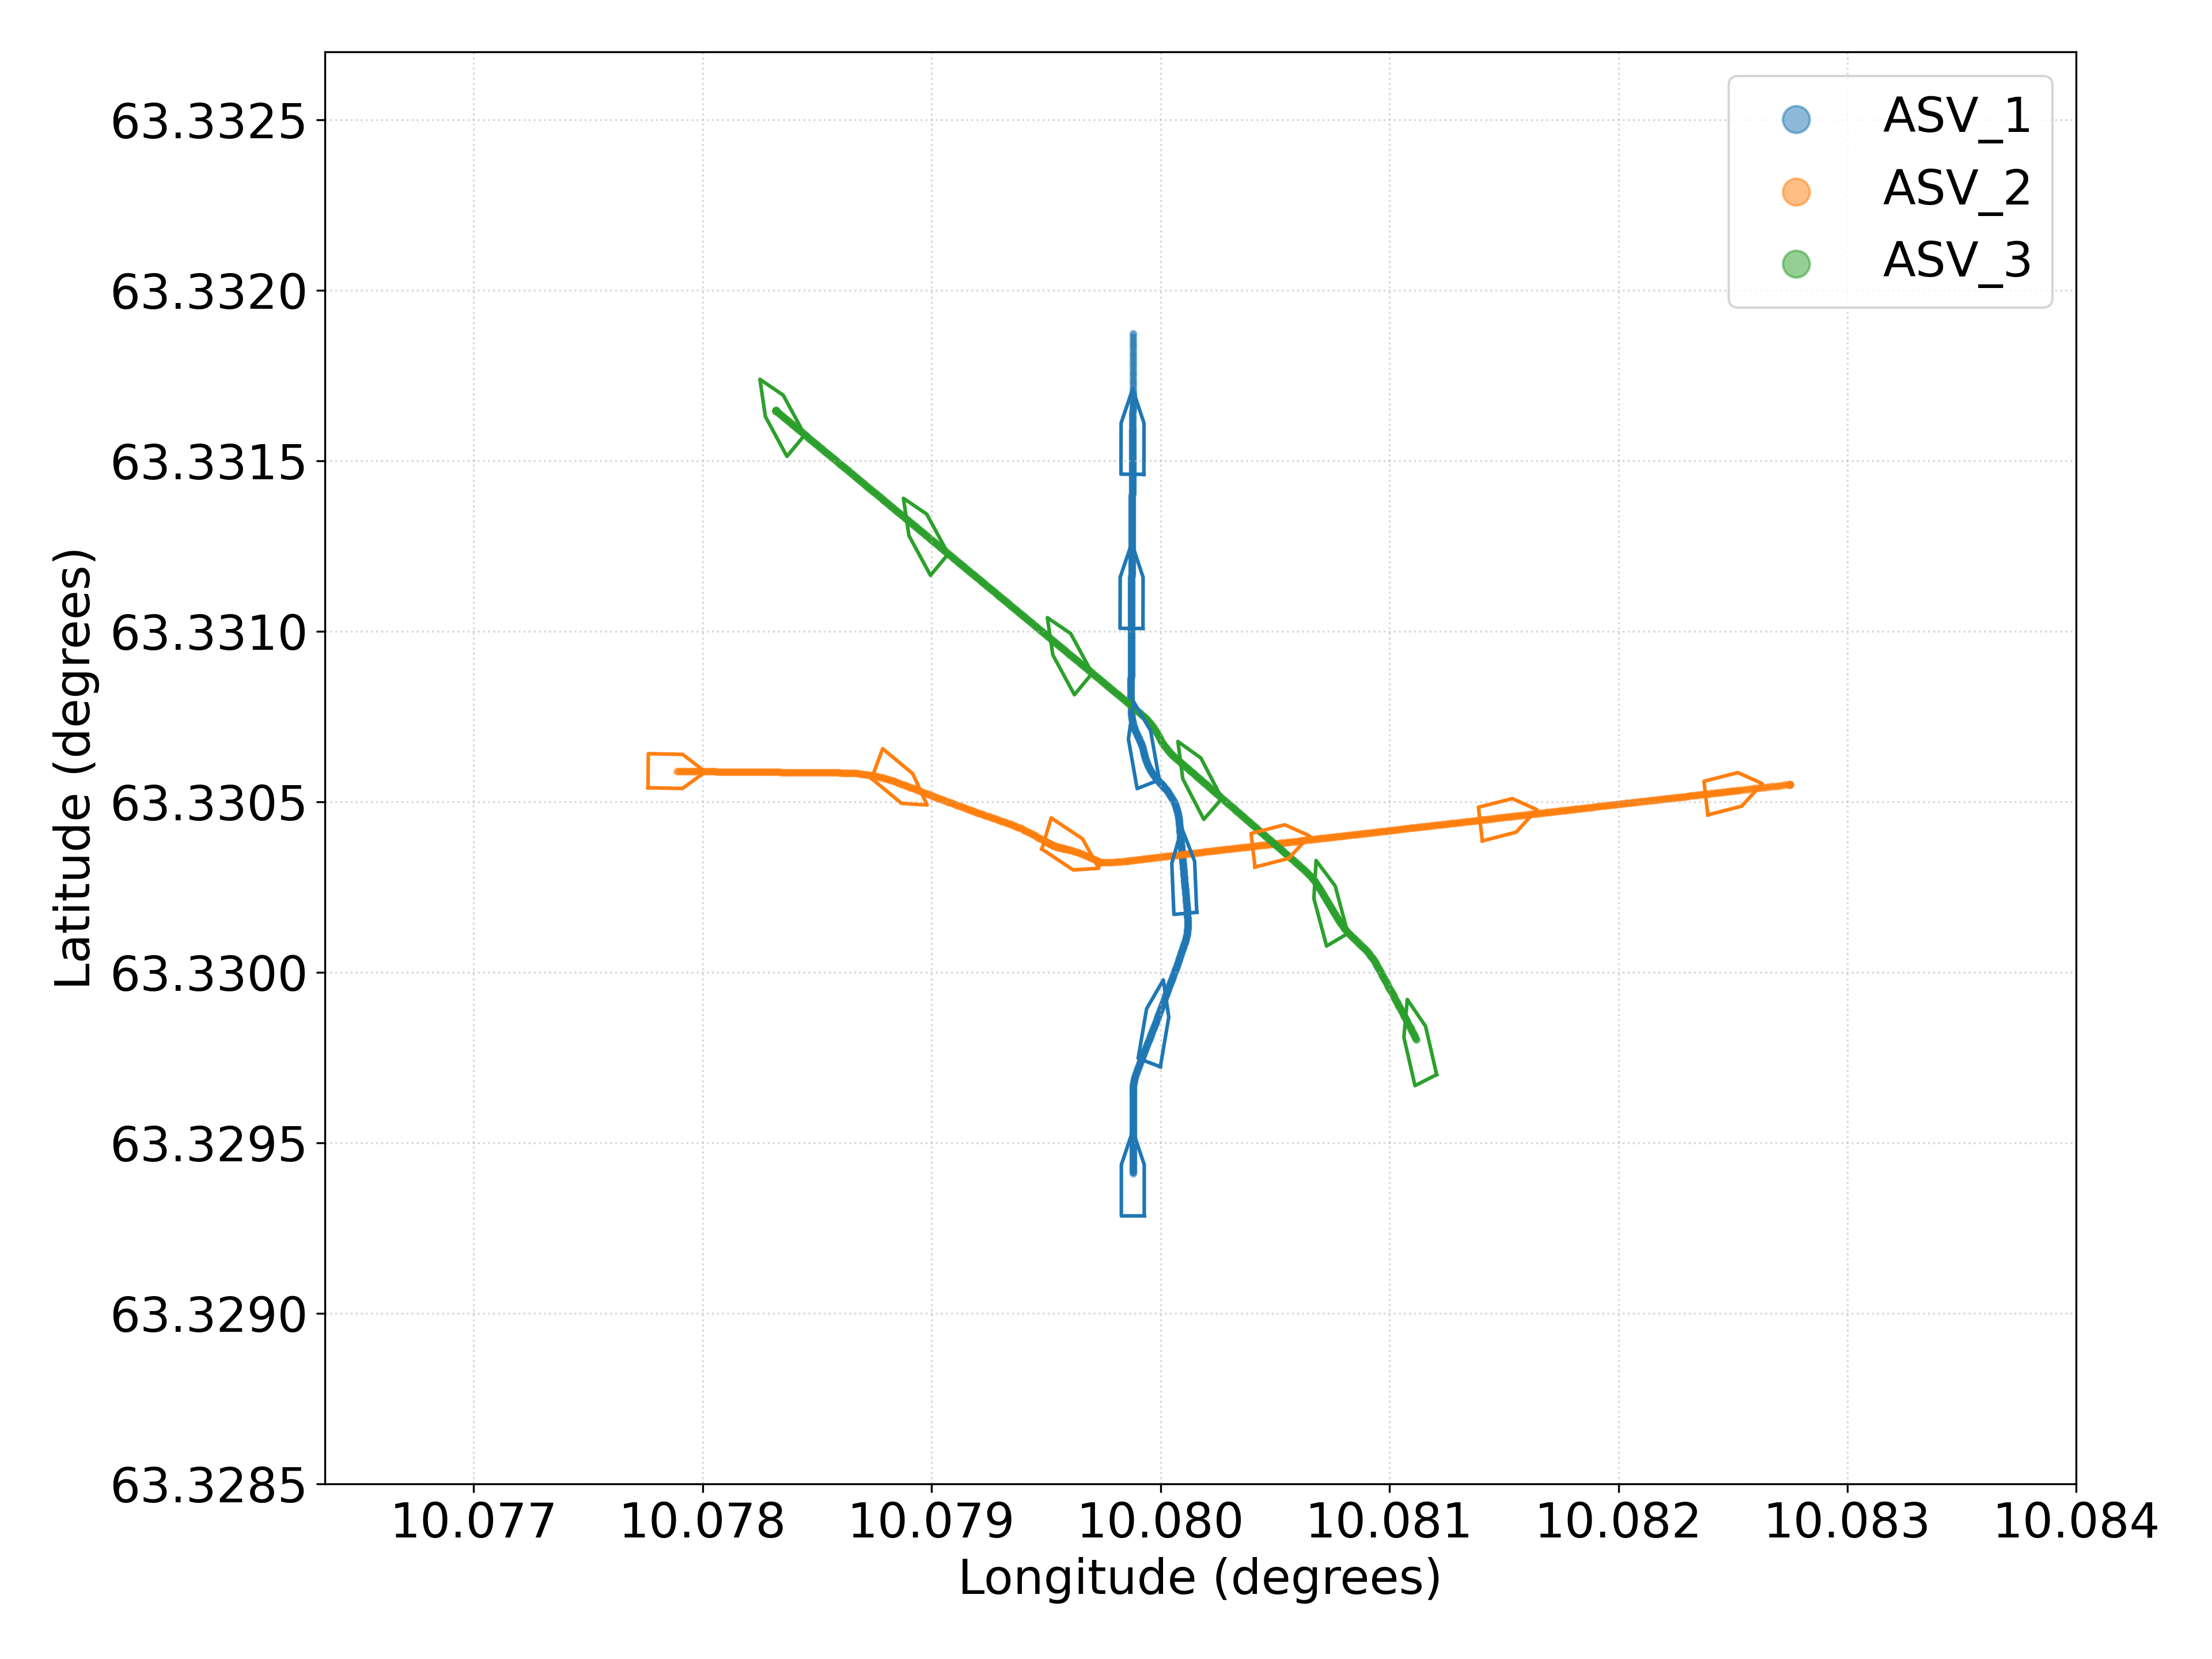 ASV_1
ASV_2
ASV_3
Latitude (degrees)
63.3325
63.3320
63.3315
63.3310
63.3305
63.3300
63.3295
63.3290
63.3285
10.077 10.078 10.079 10.080 10.081 10.082 10.083 10.084
Longitude (degrees)